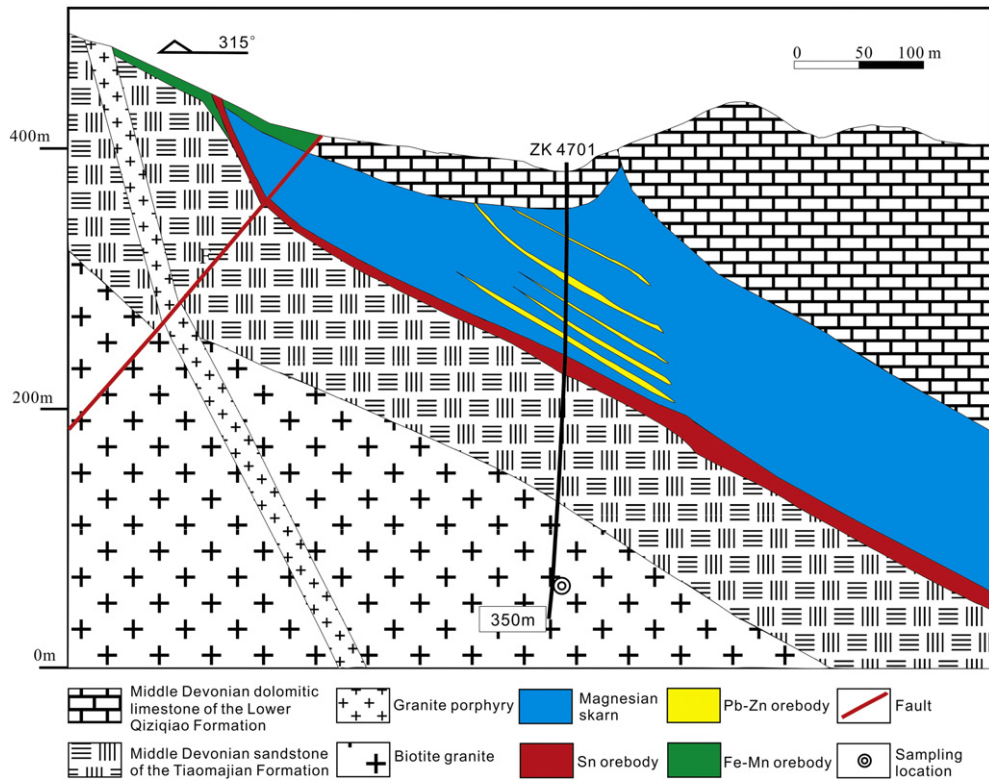 315°
0 50 100 m
400m
ZK 4701
F
200m
350m
0m
Middle Devonian dolomitic
limestone of the Lower
Qiziqiao Formation
Granite porphyry
Magnesian
skarn
Pb-Zn orebody
Fault
Middle Devonian sandstone
of the Tiaomajian Formation
Biotite granite
Sn orebody
Fe-Mn orebody
Sampling
location